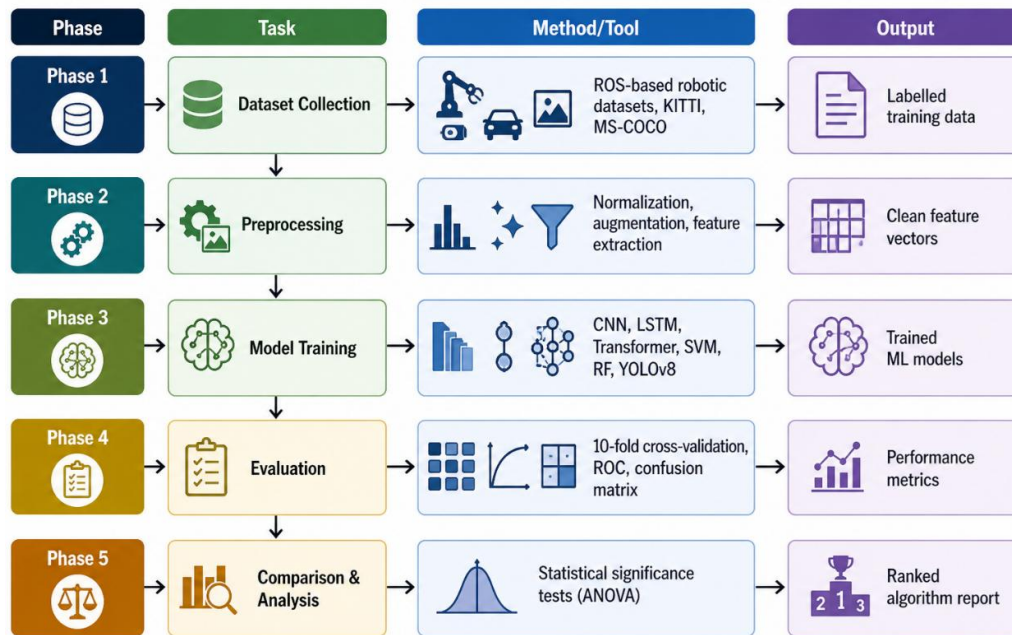 Phase
Task
Method/Tool
Output
Phase 1
Dataset Collection
ROS-based robotic
datasets, KITTI,
MS-COCO
Labelled
training data
Phase 2
Preprocessing
Normalization,
augmentation, feature
extraction
Clean feature
vectors
Phase 3
Model Training
CNN, LSTM,
Transformer, SVM,
RF, YOLOv8
Trained
ML models
Phase 4
Evaluation
10-fold cross-validation,
ROC, confusion
matrix
Performance
metrics
Phase 5
Comparison &
Analysis
Statistical significance
tests (ANOVA)
2 1 3
Ranked
algorithm report